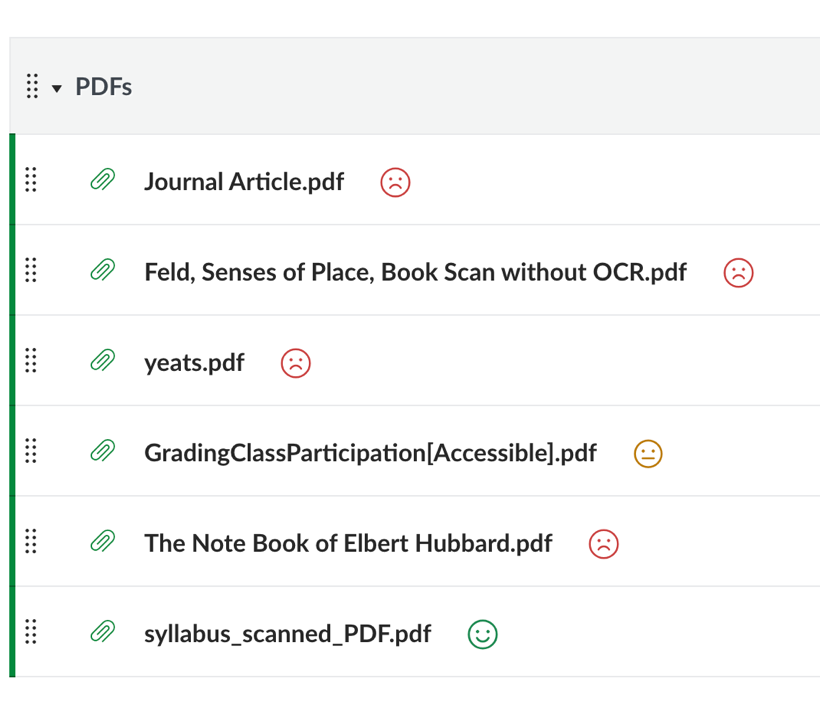 PDFs
Journal Article.pdf
Feld, Senses of Place, Book Scan without OCR.pdf
yeats.pdf
GradingClassParticipation[Accessible].pdf
The Note Book of Elbert Hubbard.pdf
syllabus_scanned_PDF.pdf